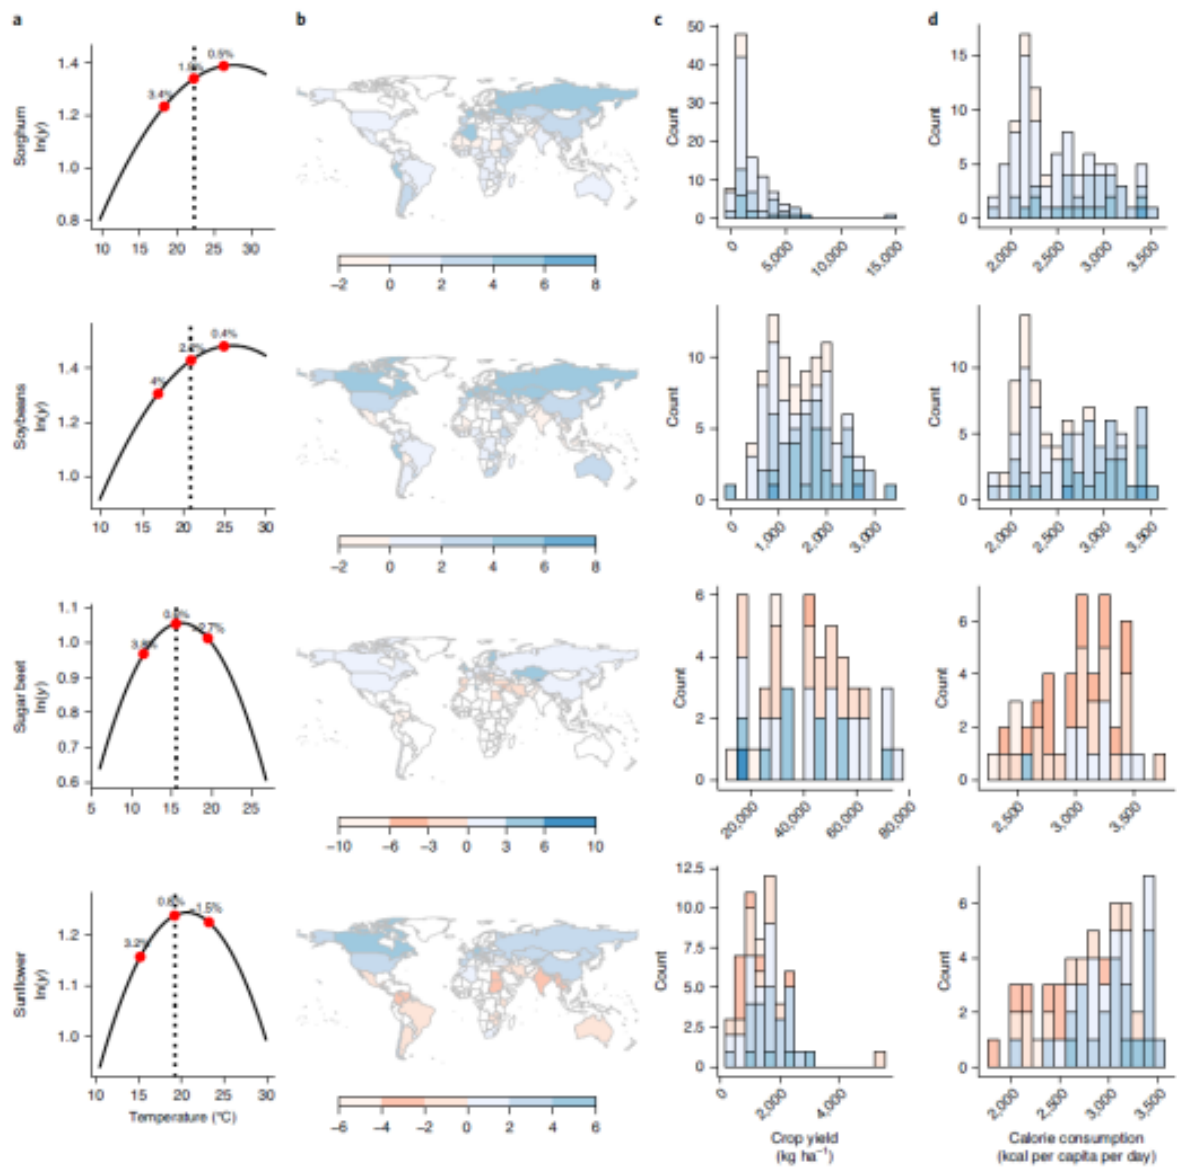 a
b
c
d
Sorghum
ln(y)
1.4
1.2
1.0
0.8
3.4%
0.5%
10 15 20 25 30
−2 0 2 4 6 8
Count
50
40
30
20
10
0
0 5,000 10,000 15,000
Count
15
10
5
0
2,000 2,500 3,000 3,500
Soybeans
ln(y)
1.4
1.2
1.0
4%
0.4%
10 15 20 25 30
−2 0 2 4 6 8
Count
10
5
0
0 1,000 2,000 3,000
Count
10
5
0
2,000 2,500 3,000 3,500
Sugar beet
ln(y)
1.1
1.0
0.9
0.8
0.7
0.6
5 10 15 20 25
−10 −6 −3 0 3 6 10
Count
6
4
2
0
20,000 40,000 60,000 80,000
Count
6
4
2
0
2,500 3,000 3,500
Sunflower
ln(y)
1.2
1.1
1.0
3.2%
10 15 20 25 30
Temperature (°C)
−6 −4 −2 0 2 4 6
Count
12.5
10.0
7.5
5.0
2.5
0
0 2,000 4,000
Crop yield
(kg ha⁻¹)
Count
6
4
2
0
2,000 2,500 3,000 3,500
Calorie consumption
(kcal per capita per day)